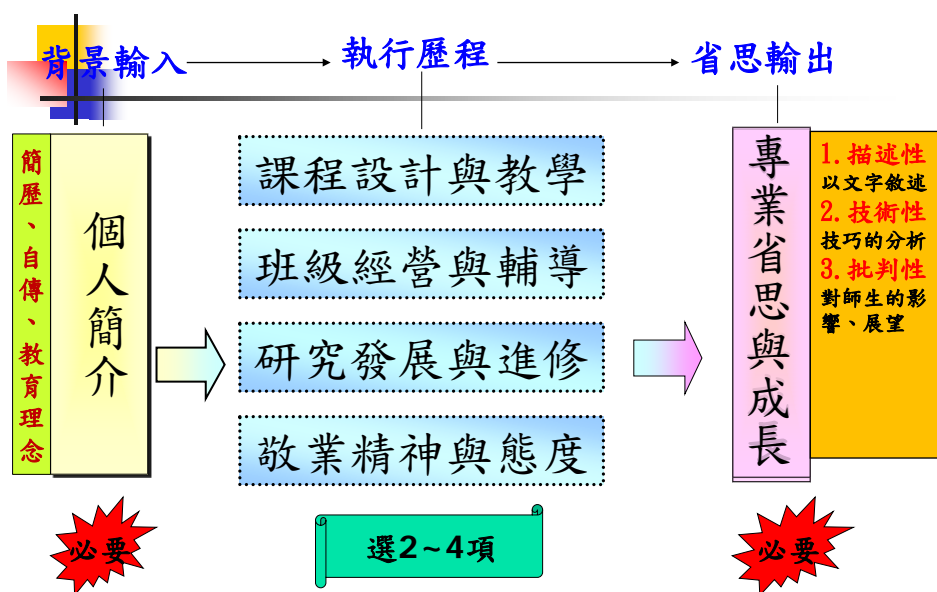 背景輸入
執行歷程
省思輸出
簡歷、自傳、教育理念
個人簡介
課程設計與教學
班級經營與輔導
研究發展與進修
敬業精神與態度
專業省思與成長
1.描述性
以文字敘述
2.技術性
技巧的分析
3.批判性
對師生的影
響、展望
必要
選2~4項
必要